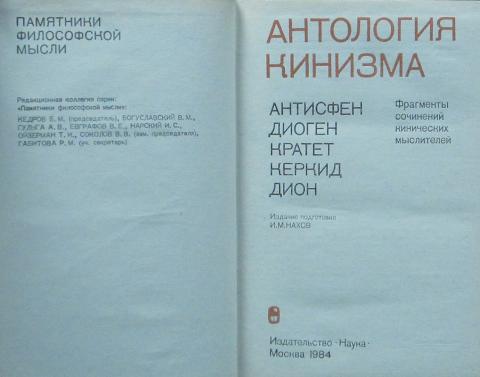 ПАМЯТНИКИ
ФИЛОСОФСКОЙ
МЫСЛИ
Редакционная коллегия серии:
«Памятники философской мысли»:
КЕДРОВ Б. М. (председатель), БОГУСЛАВСКИЙ В. М.,
ГУЛЫГА А. В., ЕВГРАФОВ В. Е., НАРСКИЙ И. С.,
ОЙЗЕРМАН Т. И., СОКОЛОВ В. В. (зам. председателя),
ГАБИТОВА Р. М. (уч. секретарь)
АНТОЛОГИЯ
КИНИЗМА
АНТИСФЕН
ДИОГЕН
КРАТЕТ
КЕРКИД
ДИОН
Фрагменты
сочинений
кинических
мыслителей
Издание подготовил
И.М.НАХОВ
Издательство ·Наука·
Москва 1984